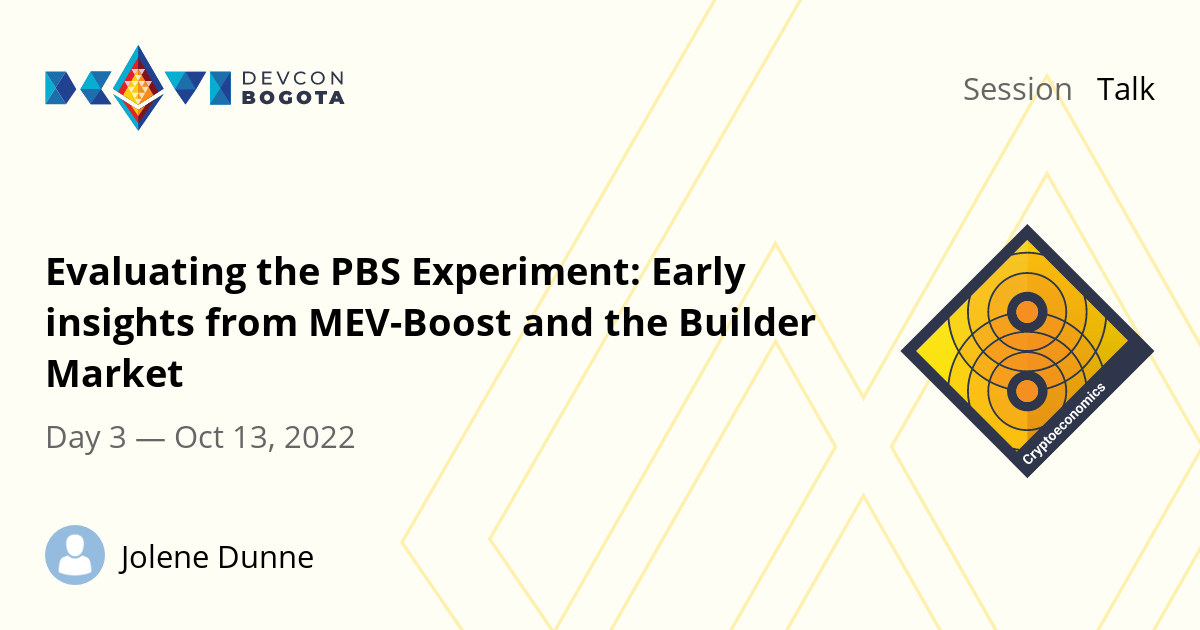 DEVCON
BOGOTA
Session Talk
Evaluating the PBS Experiment: Early
insights from MEV-Boost and the Builder
Market
Day 3 — Oct 13, 2022
Cryptoeconomics
Jolene Dunne